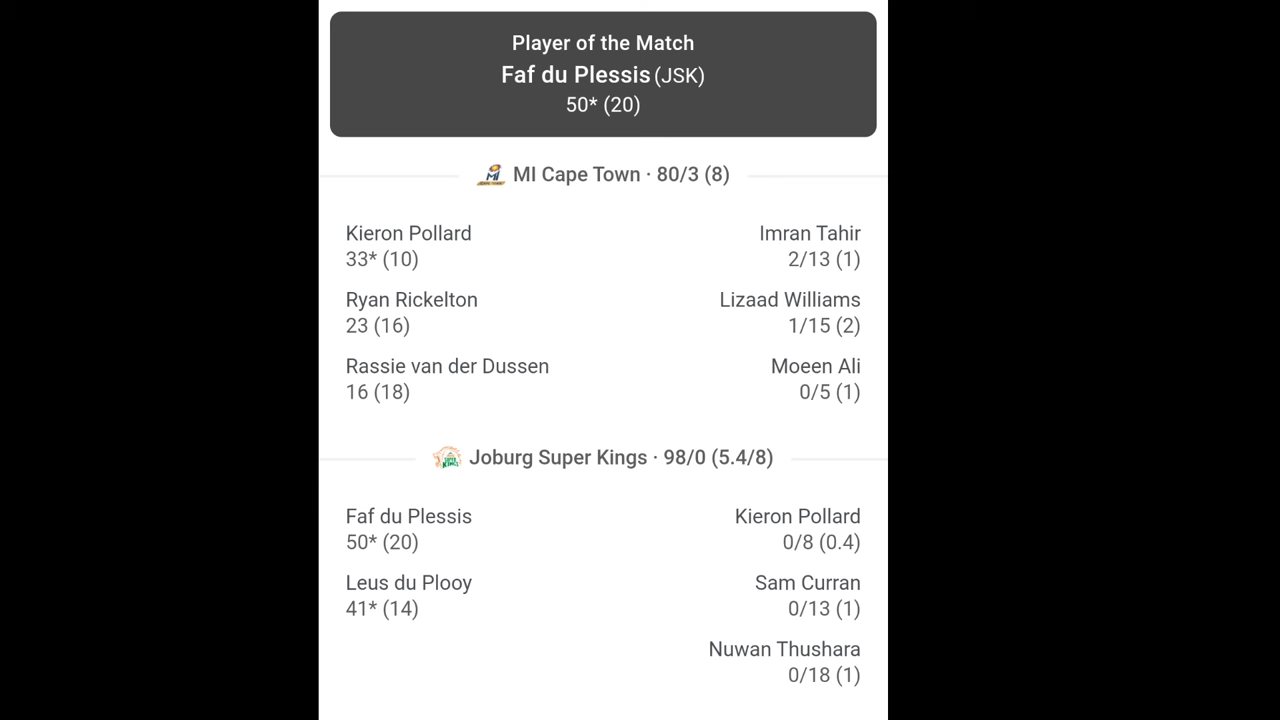 Player of the Match
Faf du Plessis (JSK)
50* (20)
MI Cape Town · 80/3 (8)
Kieron Pollard
33* (10)
Imran Tahir
2/13 (1)
Ryan Rickelton
23 (16)
Lizaad Williams
1/15 (2)
Rassie van der Dussen
16 (18)
Moeen Ali
0/5 (1)
Joburg Super Kings · 98/0 (5.4/8)
Faf du Plessis
50* (20)
Kieron Pollard
0/8 (0.4)
Leus du Plooy
41* (14)
Sam Curran
0/13 (1)
Nuwan Thushara
0/18 (1)